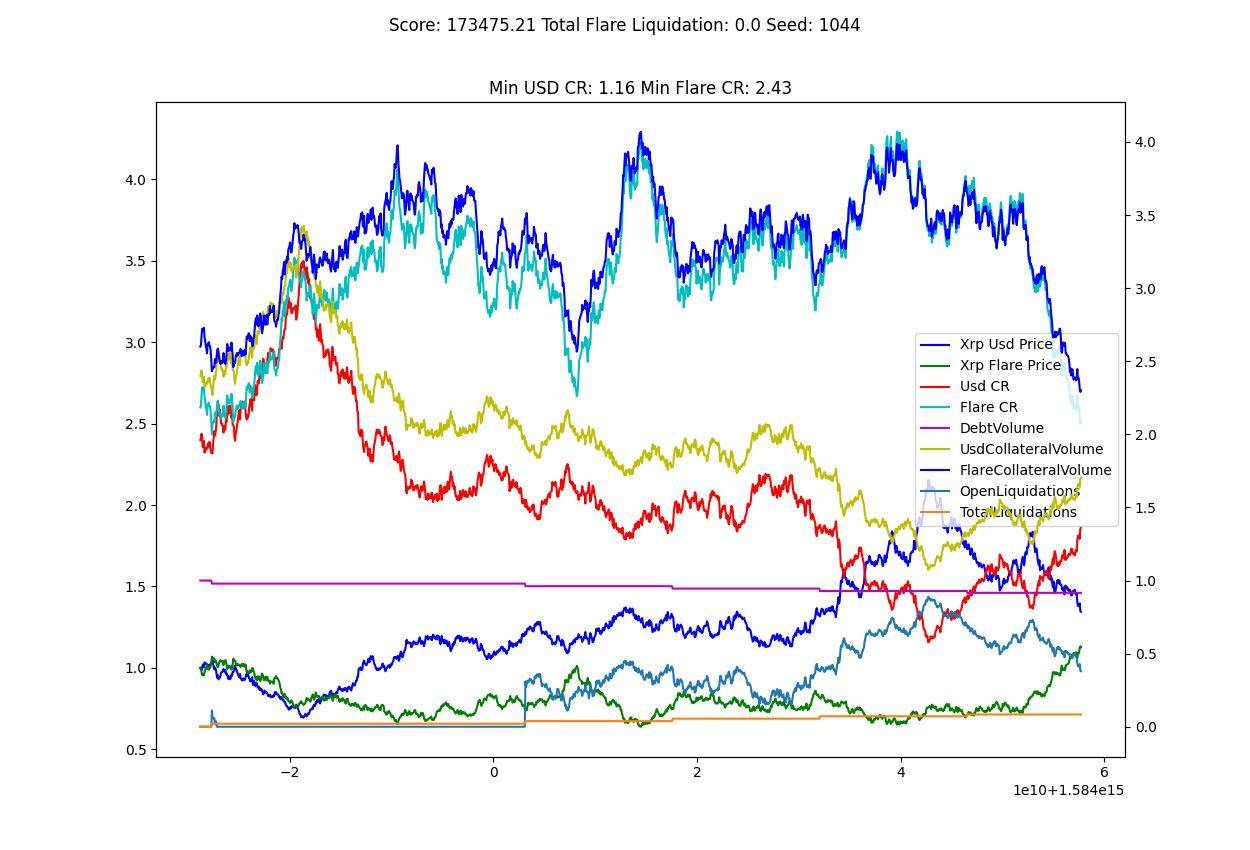 Score: 173475.21 Total Flare Liquidation: 0.0 Seed: 1044
Min USD CR: 1.16 Min Flare CR: 2.43
4.0
4.0
3.5
3.5
3.0
3.0
Xrp Usd Price
Xrp Flare Price
2.5
Usd CR
Flare CR
2.5
DebtVolume
2.0
UsdCollateralVolume
FlareCollateralVolume
OpenLiquidations
2.0
1.5
TotalLiquidations
1.5
1.0
1.0
0.5
0.5
0.0
−2
0
2
4
6
1e10+1.584e15